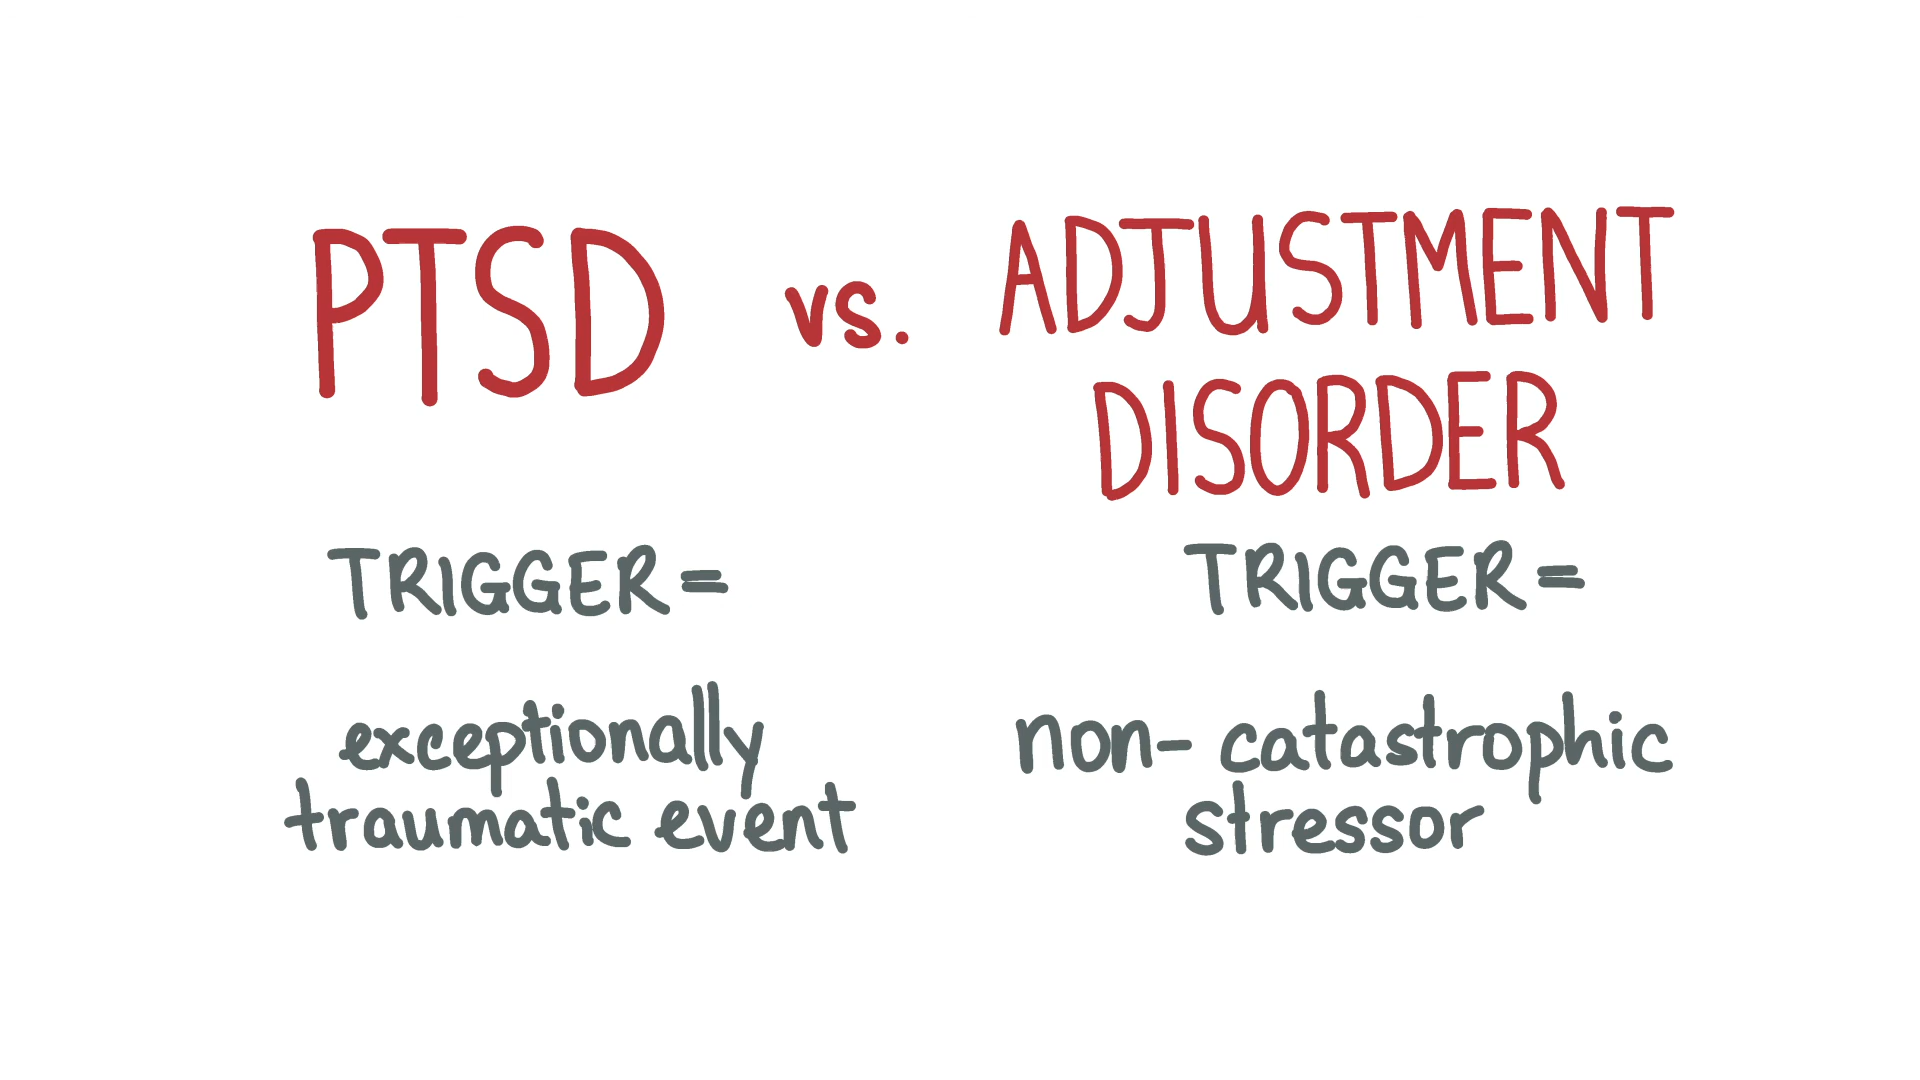 PTSD vs. ADJUSTMENT
DISORDER
TRIGGER =
exceptionally
traumatic event
TRIGGER =
non-catastrophic
stressor